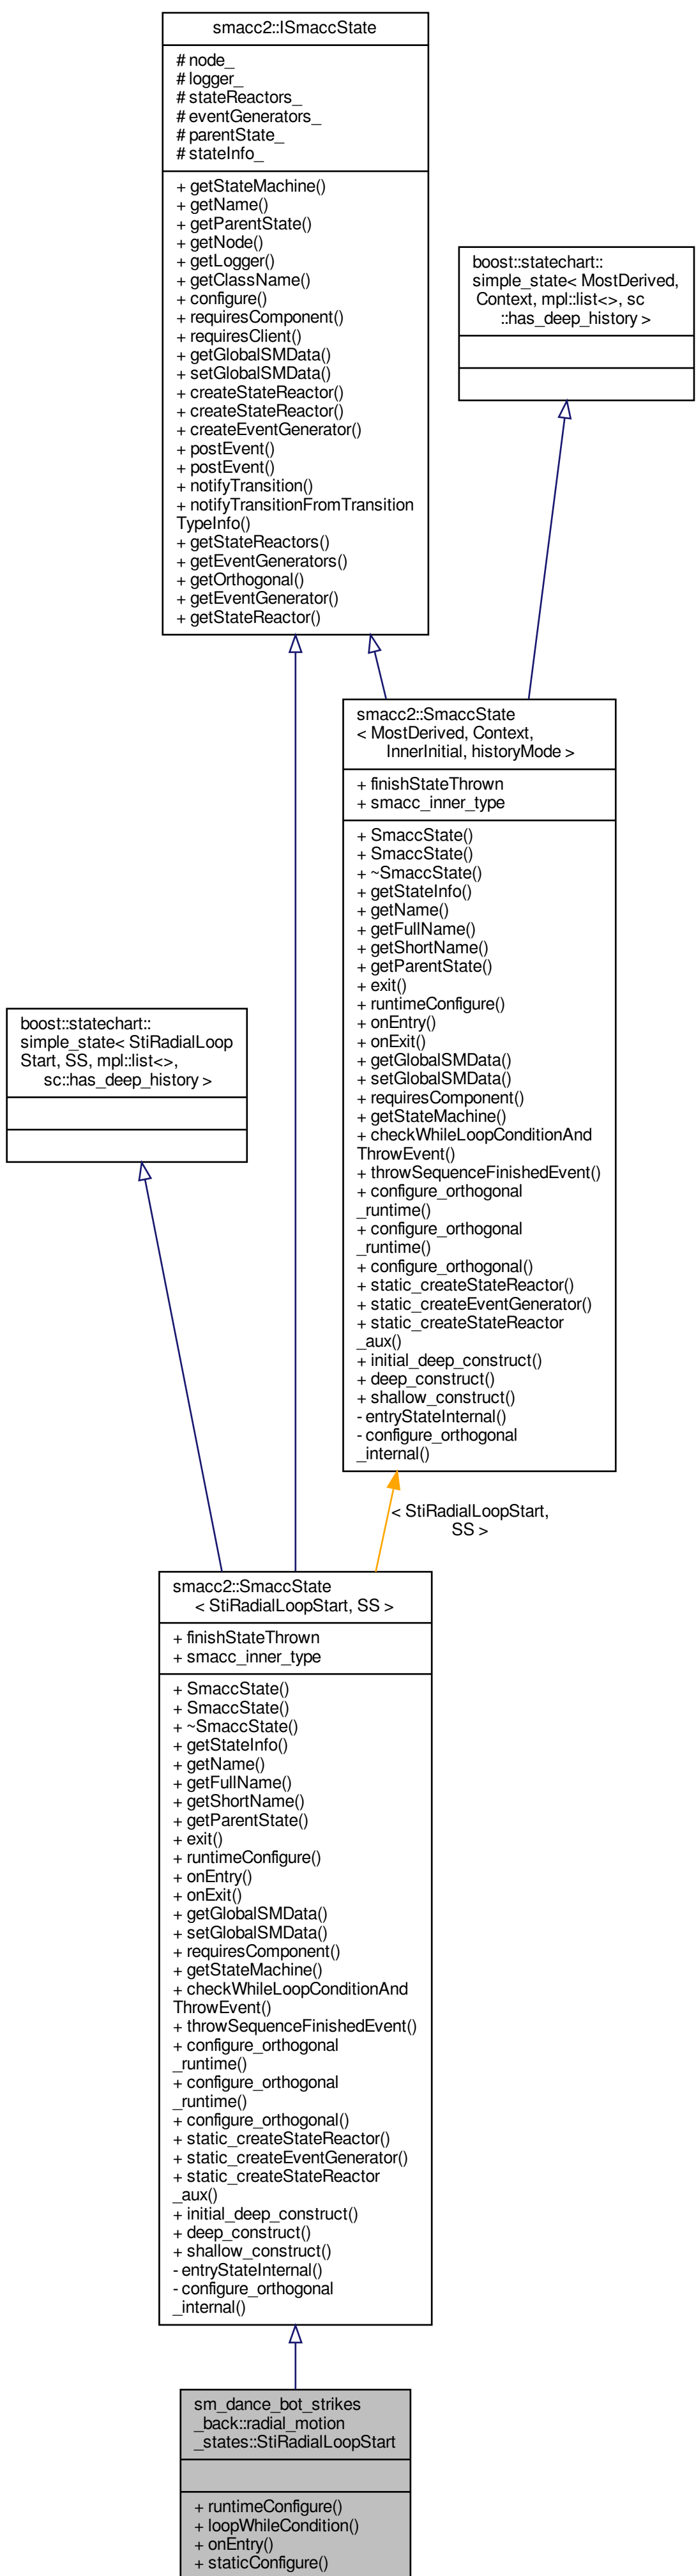 smacc2::ISmaccState
# node_
# logger_
# stateReactors_
# eventGenerators_
# parentState_
# stateInfo_
+ getStateMachine()
+ getName()
+ getParentState()
+ getNode()
+ getLogger()
+ getClassName()
+ configure()
+ requiresComponent()
+ requiresClient()
+ getGlobalSMData()
+ setGlobalSMData()
+ createStateReactor()
+ createStateReactor()
+ createEventGenerator()
+ postEvent()
+ postEvent()
+ notifyTransition()
+ notifyTransitionFromTransition
TypeInfo()
+ getStateReactors()
+ getEventGenerators()
+ getOrthogonal()
+ getEventGenerator()
+ getStateReactor()
boost::statechart::
simple_state< MostDerived,
Context, mpl::list<>, sc
::has_deep_history >
smacc2::SmaccState
< MostDerived, Context,
InnerInitial, historyMode >
+ finishStateThrown
+ smacc_inner_type
+ SmaccState()
+ SmaccState()
+ ~SmaccState()
+ getStateInfo()
+ getName()
+ getFullName()
+ getShortName()
+ getParentState()
+ exit()
+ runtimeConfigure()
+ onEntry()
+ onExit()
+ getGlobalSMData()
+ setGlobalSMData()
+ requiresComponent()
+ getStateMachine()
+ checkWhileLoopConditionAnd
ThrowEvent()
+ throwSequenceFinishedEvent()
+ configure_orthogonal
_runtime()
+ configure_orthogonal
_runtime()
+ configure_orthogonal()
+ static_createStateReactor()
+ static_createEventGenerator()
+ static_createStateReactor
_aux()
+ initial_deep_construct()
+ deep_construct()
+ shallow_construct()
- entryStateInternal()
- configure_orthogonal
_internal()
boost::statechart::
simple_state< StiRadialLoop
Start, SS, mpl::list<>,
sc::has_deep_history >
< StiRadialLoopStart,
SS >
smacc2::SmaccState
< StiRadialLoopStart, SS >
+ finishStateThrown
+ smacc_inner_type
+ SmaccState()
+ SmaccState()
+ ~SmaccState()
+ getStateInfo()
+ getName()
+ getFullName()
+ getShortName()
+ getParentState()
+ exit()
+ runtimeConfigure()
+ onEntry()
+ onExit()
+ getGlobalSMData()
+ setGlobalSMData()
+ requiresComponent()
+ getStateMachine()
+ checkWhileLoopConditionAnd
ThrowEvent()
+ throwSequenceFinishedEvent()
+ configure_orthogonal
_runtime()
+ configure_orthogonal
_runtime()
+ configure_orthogonal()
+ static_createStateReactor()
+ static_createEventGenerator()
+ static_createStateReactor
_aux()
+ initial_deep_construct()
+ deep_construct()
+ shallow_construct()
- entryStateInternal()
- configure_orthogonal
_internal()
sm_dance_bot_strikes
_back::radial_motion
_states::StiRadialLoopStart
+ runtimeConfigure()
+ loopWhileCondition()
+ onEntry()
+ staticConfigure()